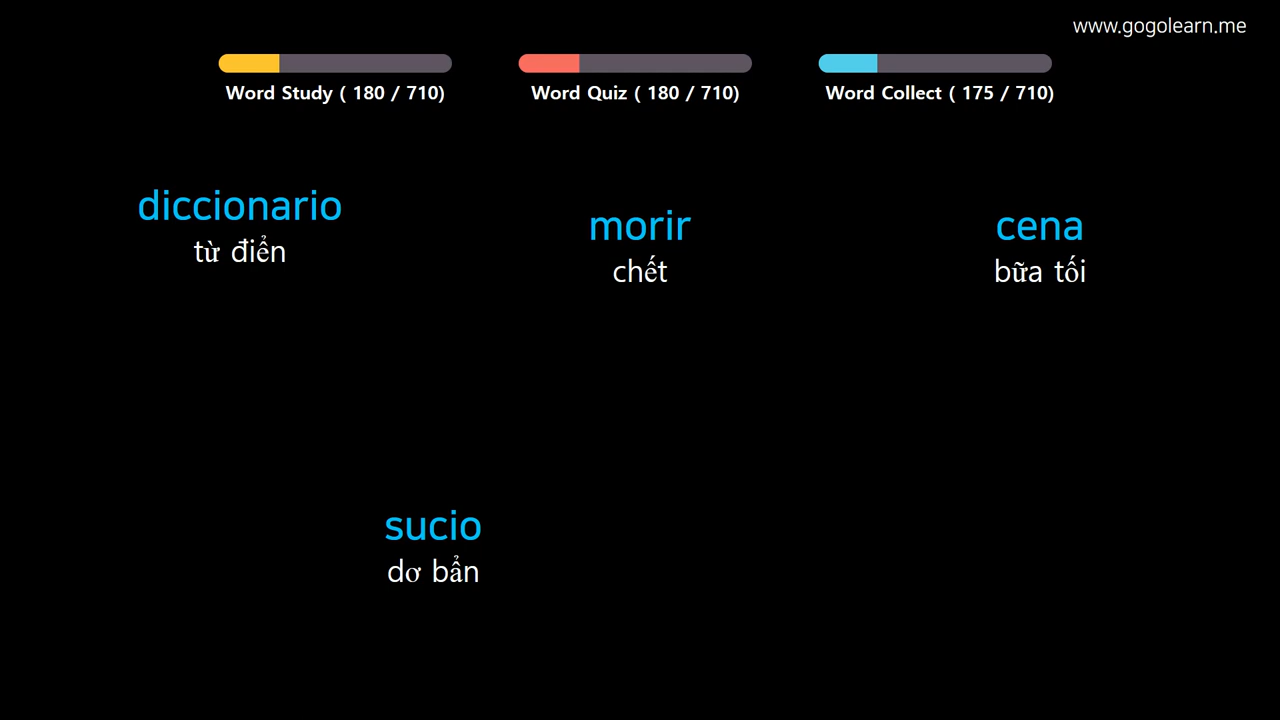 www.gogolearn.me
Word Study ( 180 / 710)
Word Quiz ( 180 / 710)
Word Collect ( 175 / 710)
diccionario
từ điển
morir
chết
cena
bữa tối
sucio
dơ bẩn